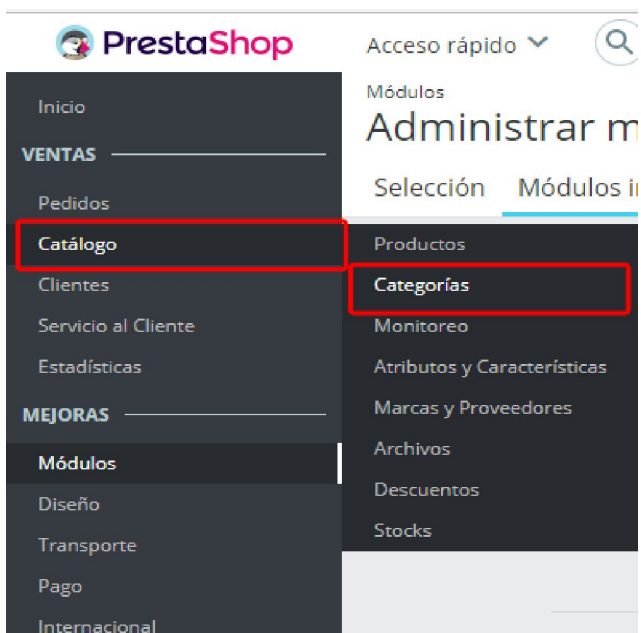 PrestaShop
Acceso rápido
Módulos
Administrar m
Selección Módulos i
Inicio
VENTAS
Pedidos
Catálogo
Clientes
Servicio al Cliente
Estadísticas
MEJORAS
Módulos
Diseño
Transporte
Pago
Internacional
Productos
Categorías
Monitoreo
Atributos y Características
Marcas y Proveedores
Archivos
Descuentos
Stocks